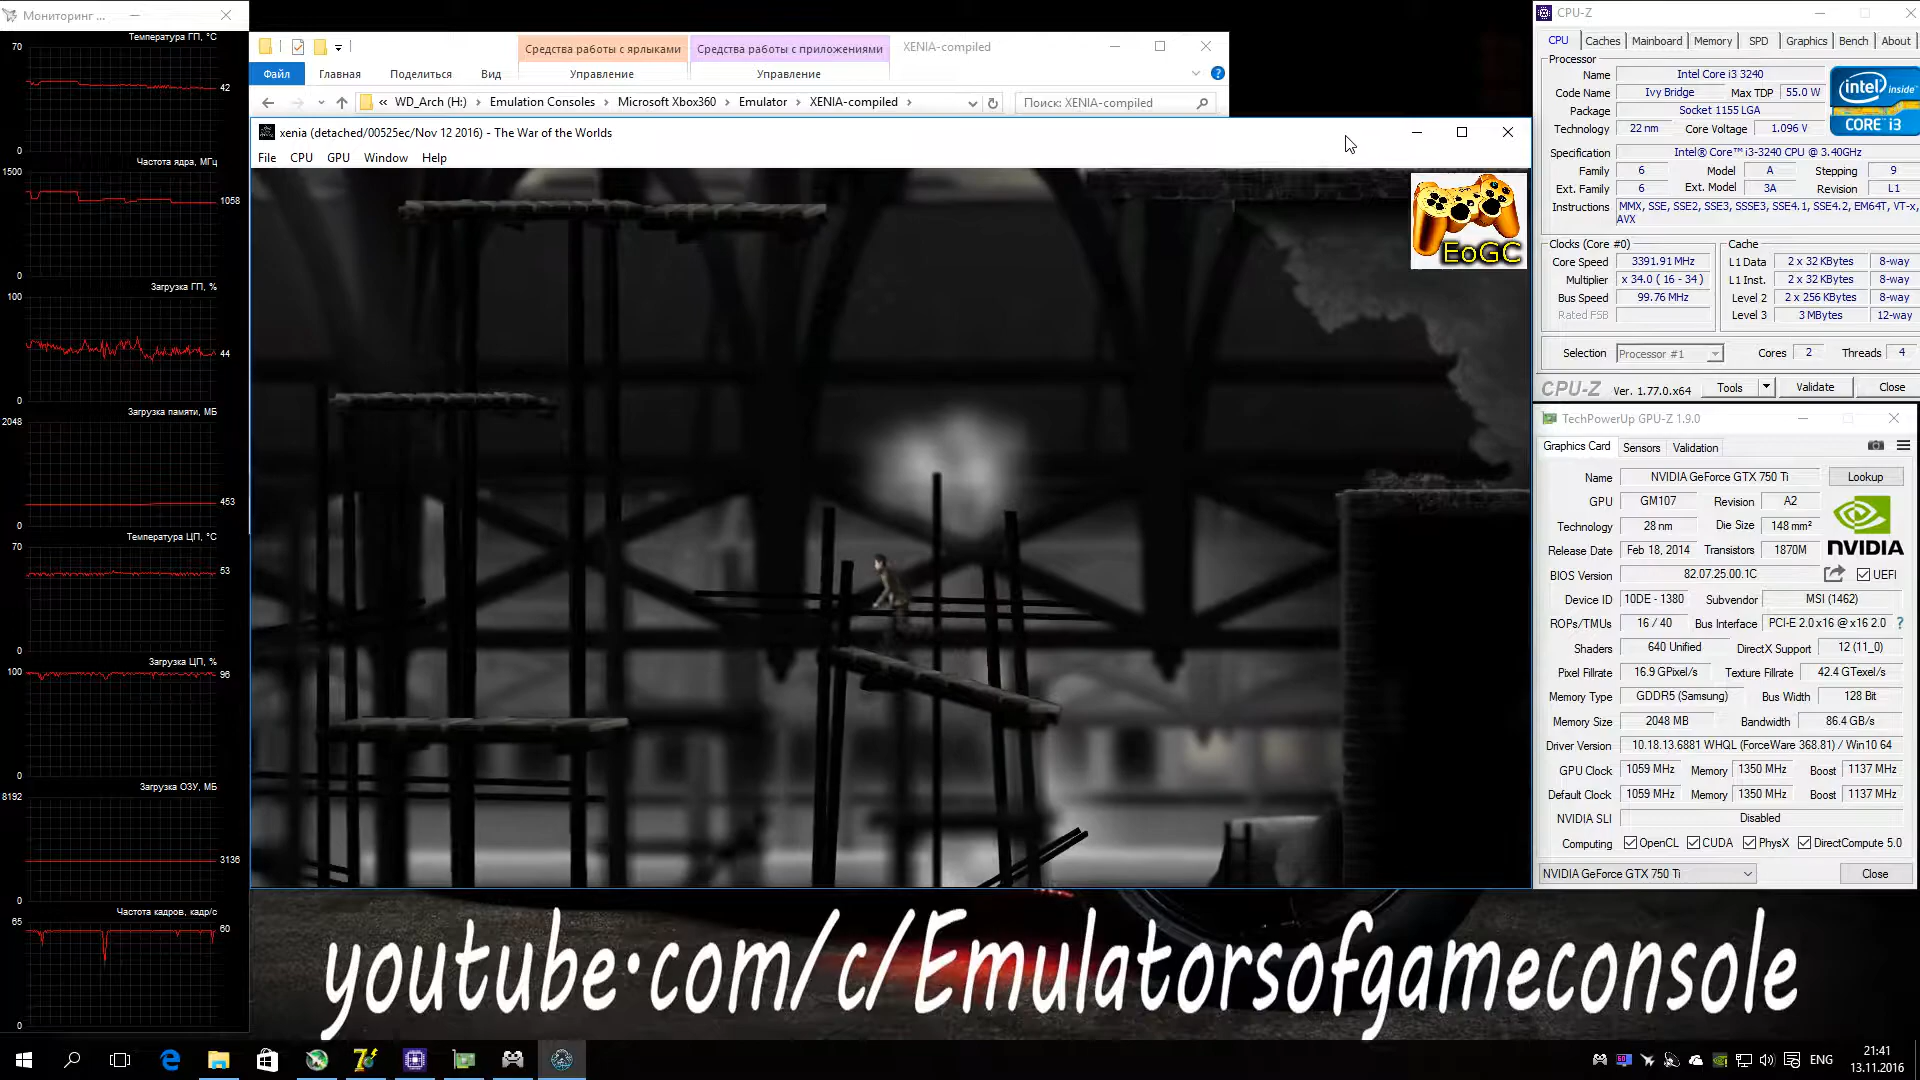 Мониторинг ...
Температура ГП, °C
70
42
0
Частота ядра, МГц
1500
1058
0
Загрузка ГП, %
100
44
0
Загрузка памяти, МБ
2048
453
0
Температура ЦП, °C
70
53
0
Загрузка ЦП, %
100
96
0
Загрузка ОЗУ, МБ
8192
3136
0
Частота кадров, кадр/с
65
60
0
Средства работы с ярлыками
Средства работы с приложениями
XENIA-compiled
Файл
Главная
Поделиться
Вид
Управление
Управление
« WD_Arch (H:) > Emulation Consoles > Microsoft Xbox360 > Emulator > XENIA-compiled >
Поиск: XENIA-compiled
xenia (detached/00525ec/Nov 12 2016) - The War of the Worlds
File CPU GPU Window Help
EoGC
CPU-Z
CPU Caches Mainboard Memory SPD Graphics Bench About
Processor
Name Intel Core i3 3240
Code Name Ivy Bridge Max TDP 55.0 W
Package Socket 1155 LGA
Technology 22 nm Core Voltage 1.096 V
intel inside
CORE i3
Specification Intel® Core™ i3-3240 CPU @ 3.40GHz
Family 6 Model A Stepping 9
Ext. Family 6 Ext. Model 3A Revision L1
Instructions MMX, SSE, SSE2, SSE3, SSSE3, SSE4.1, SSE4.2, EM64T, VT-x,
AVX
Clocks (Core #0)
Core Speed 3391.91 MHz
Multiplier x 34.0 ( 16 - 34 )
Bus Speed 99.76 MHz
Rated FSB
Cache
L1 Data 2 x 32 KBytes 8-way
L1 Inst. 2 x 32 KBytes 8-way
Level 2 2 x 256 KBytes 8-way
Level 3 3 MBytes 12-way
Selection Processor #1 Cores 2 Threads 4
CPU-Z Ver. 1.77.0.x64 Tools Validate Close
TechPowerUp GPU-Z 1.9.0
Graphics Card Sensors Validation
Name NVIDIA GeForce GTX 750 Ti Lookup
GPU GM107 Revision A2
Technology 28 nm Die Size 148 mm²
Release Date Feb 18, 2014 Transistors 1870M
NVIDIA
BIOS Version 82.07.25.00.1C UEFI
Device ID 10DE - 1380 Subvendor MSI (1462)
ROPs/TMUs 16 / 40 Bus Interface PCI-E 2.0 x16 @ x16 2.0 ?
Shaders 640 Unified DirectX Support 12 (11_0)
Pixel Fillrate 16.9 GPixel/s Texture Fillrate 42.4 GTexel/s
Memory Type GDDR5 (Samsung) Bus Width 128 Bit
Memory Size 2048 MB Bandwidth 86.4 GB/s
Driver Version 10.18.13.6881 WHQL (ForceWare 368.81) / Win10 64
GPU Clock 1059 MHz Memory 1350 MHz Boost 1137 MHz
Default Clock 1059 MHz Memory 1350 MHz Boost 1137 MHz
NVIDIA SLI Disabled
Computing OpenCL CUDA PhysX DirectCompute 5.0
NVIDIA GeForce GTX 750 Ti Close
youtube.com/c/Emulatorsofgameconsole
ENG
21:41
13.11.2016